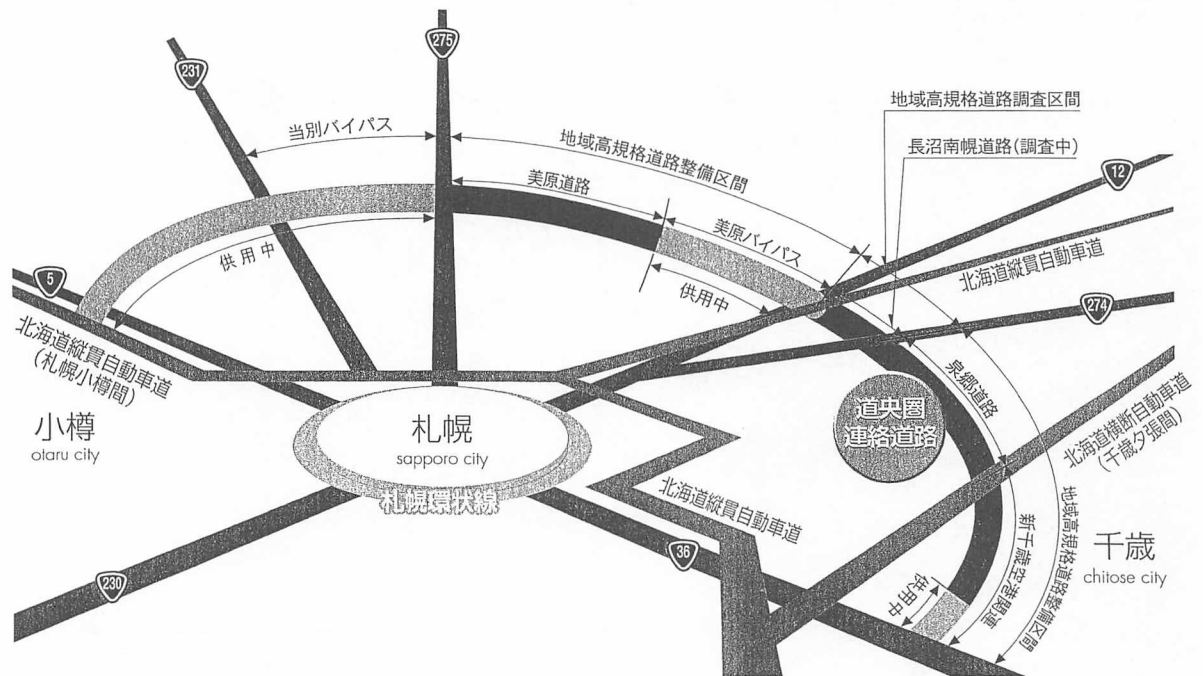 275
231
当別バイパス
地域高規格道路整備区間
地域高規格道路調査区間
長沼南幌道路(調査中)
12
美原道路
美原バイパス
供用中
供用中
5
北海道縦貫自動車道
(札幌小樽間)
北海道縦貫自動車道
274
泉郷道路
道央圏
連絡道路
小樽
otaru city
札幌
sapporo city
札幌環状線
北海道横断自動車道
(千歳夕張間)
北海道縦貫自動車道
地域高規格道路整備区間
新千歳空港関連
千歳
chitose city
36
230
供用中